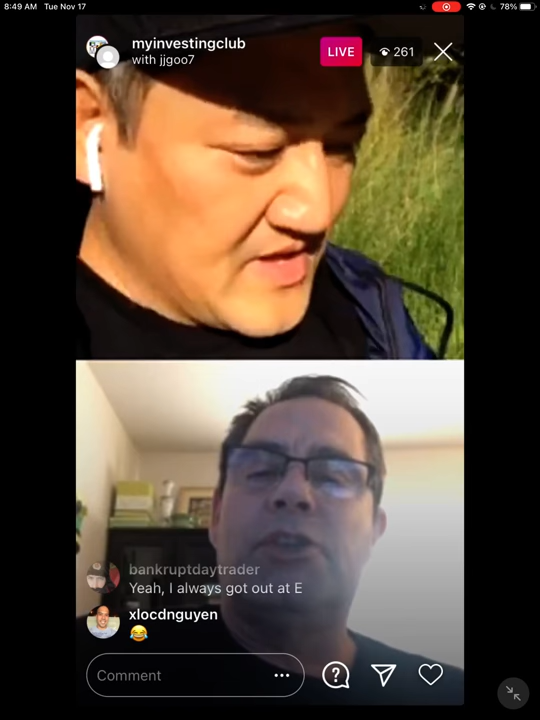 8:49 AM Tue Nov 17
78%
myinvestingclub
with jjgoo7
LIVE
261
bankruptdaytrader
Yeah, I always got out at E
xlocdnguyen
😂
Comment